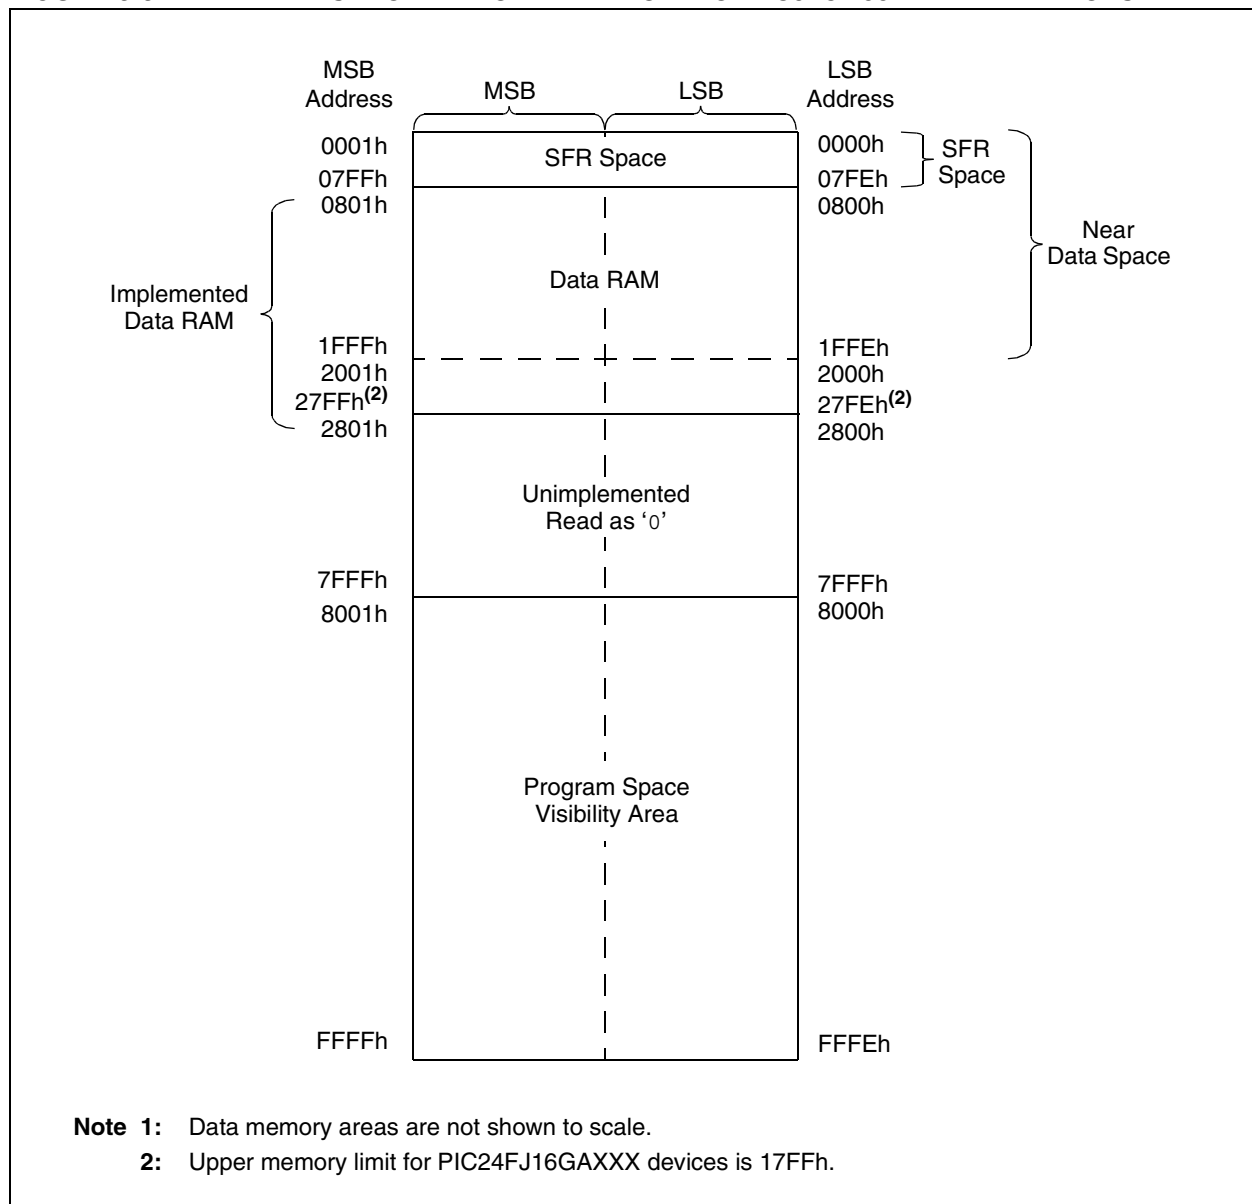 MSB
Address
MSB
LSB
LSB
Address
0001h
SFR Space
0000h
SFR
Space
07FFh
07FEh
0801h
0800h
Near
Data Space
Implemented
Data RAM
Data RAM
1FFFh
1FFEh
2001h
2000h
27FFh(2)
27FEh(2)
2801h
2800h
Unimplemented
Read as ‘0’
7FFFh
7FFFh
8001h
8000h
Program Space
Visibility Area
FFFFh
FFFEh
Note 1: Data memory areas are not shown to scale.
2: Upper memory limit for PIC24FJ16GAXXX devices is 17FFh.